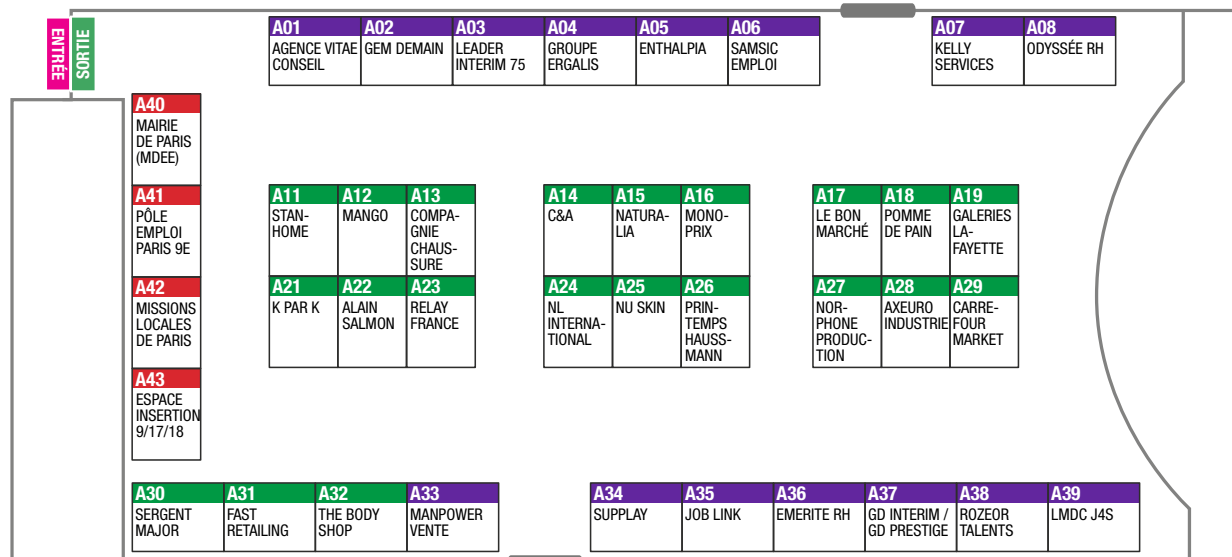 ENTRÉE
SORTIE
A01
AGENCE VITAE
CONSEIL
A02
GEM DEMAIN
A03
LEADER
INTERIM 75
A04
GROUPE
ERGALIS
A05
ENTHALPIA
A06
SAMSIC
EMPLOI
A07
KELLY
SERVICES
A08
ODYSSÉE RH
A40
MAIRIE
DE PARIS
(MDEE)
A41
PÔLE
EMPLOI
PARIS 9E
A42
MISSIONS
LOCALES
DE PARIS
A43
ESPACE
INSERTION
9/17/18
A11
STAN-
HOME
A12
MANGO
A13
COMPA-
GNIE
CHAUS-
SURE
A21
K PAR K
A22
ALAIN
SALMON
A23
RELAY
FRANCE
A14
C&A
A15
NATURA-
LIA
A16
MONO-
PRIX
A24
NL
INTERNA-
TIONAL
A25
NU SKIN
A26
PRIN-
TEMPS
HAUSS-
MANN
A17
LE BON
MARCHÉ
A18
POMME
DE PAIN
A19
GALERIES
LA-
FAYETTE
A27
NOR-
PHONE
PRODUC-
TION
A28
AXEURO
INDUSTRIE
A29
CARRE-
FOUR
MARKET
A30
SERGENT
MAJOR
A31
FAST
RETAILING
A32
THE BODY
SHOP
A33
MANPOWER
VENTE
A34
SUPPLAY
A35
JOB LINK
A36
EMERITE RH
A37
GD INTERIM /
GD PRESTIGE
A38
ROZEOR
TALENTS
A39
LMDC J4S